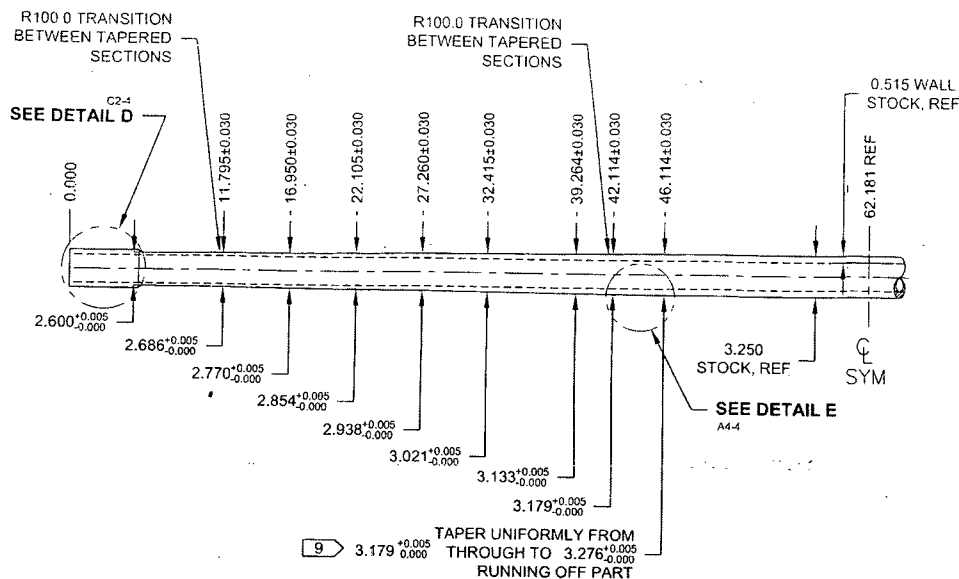 R100.0 TRANSITION
BETWEEN TAPERED
SECTIONS
R100.0 TRANSITION
BETWEEN TAPERED
SECTIONS
0.515 WALL
STOCK, REF
C2-4
SEE DETAIL D
0.000
11.795±0.030
16.950±0.030
22.105±0.030
27.260±0.030
32.415±0.030
39.264±0.030
42.114±0.030
46.114±0.030
62.181 REF
2.600 +0.005 -0.000
2.686 +0.005 -0.000
2.770 +0.005 -0.000
2.854 +0.005 -0.000
2.938 +0.005 -0.000
3.021 +0.005 -0.000
3.133 +0.005 -0.000
3.179 +0.005 -0.000
3.250
STOCK, REF.
CL
SYM
SEE DETAIL E
A4-4
TAPER UNIFORMLY FROM
9 3.179 +0.005 0.000 THROUGH TO 3.276 +0.005 -0.000
RUNNING OFF PART